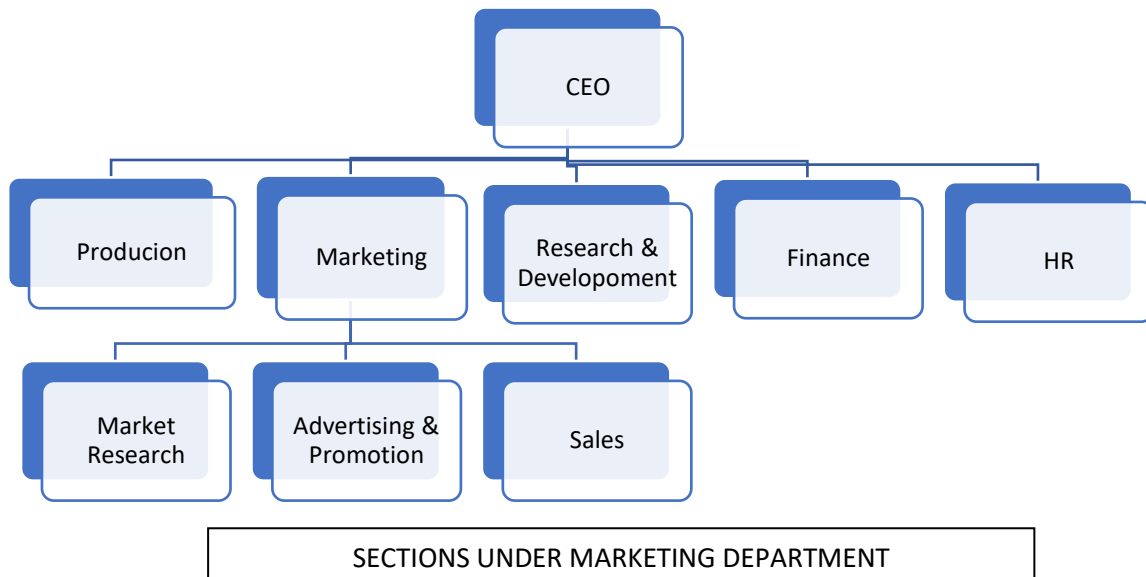 CEO
Producion
Marketing
Research &
Developoment
Finance
HR
Market
Research
Advertising &
Promotion
Sales
SECTIONS UNDER MARKETING DEPARTMENT